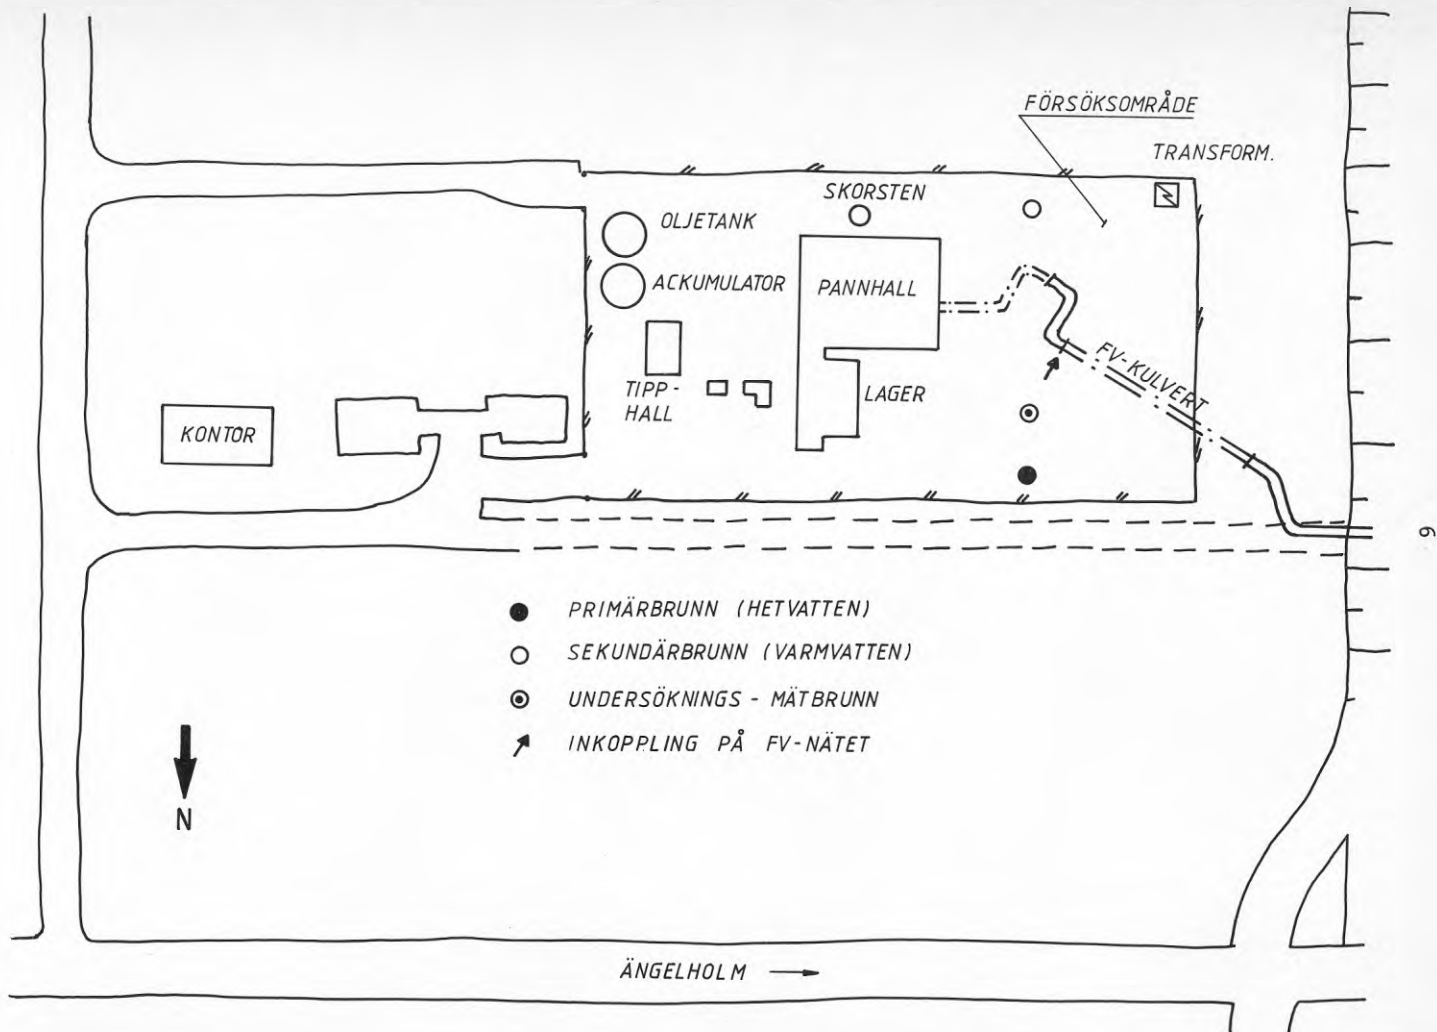 FÖRSÖKSOMRÅDE
TRANSFORM.
SKORSTEN
OLJETANK
ACKUMULATOR
PANNHALL
FV-KULVERT
TIPP-
HALL
LAGER
KONTOR
6
PRIMÄRBRUNN (HETVATTEN)
SEKUNDÄRBRUNN (VARMVATTEN)
UNDERSÖKNINGS - MÄTBRUNN
INKOPPLING PÅ FV-NÄTET
N
ÄNGELHOLM